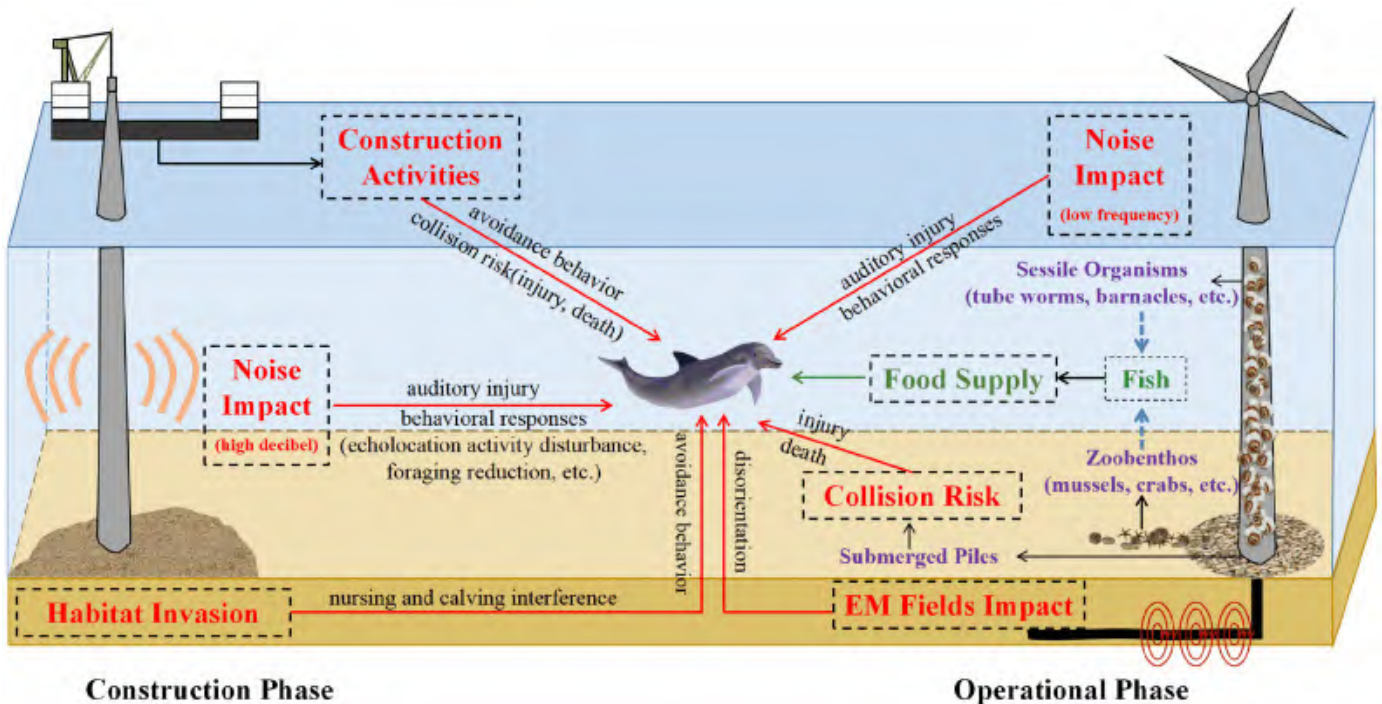 Construction
Activities
avoidance behavior
collision risk(injury, death)
Noise
Impact
(low frequency)
auditory injury
behavioral responses
Sessile Organisms
(tube worms, barnacles, etc.)
Noise
Impact
(high decibel)
auditory injury
behavioral responses
(echolocation activity disturbance,
foraging reduction, etc.)
Food Supply
Fish
injury
death
Zoobenthos
(mussels, crabs, etc.)
avoidance behavior
disorientation
Collision Risk
Submerged Piles
Habitat Invasion
nursing and calving interference
EM Fields Impact
Construction Phase
Operational Phase